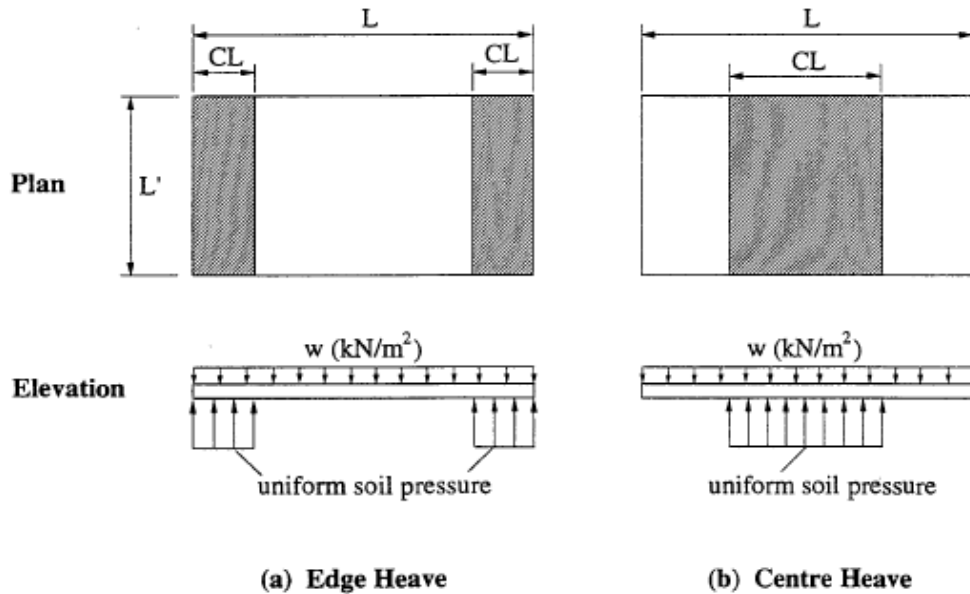 L
L
CL
CL
CL
Plan
L'
w (kN/m²)
w (kN/m²)
Elevation
uniform soil pressure
uniform soil pressure
(a) Edge Heave
(b) Centre Heave